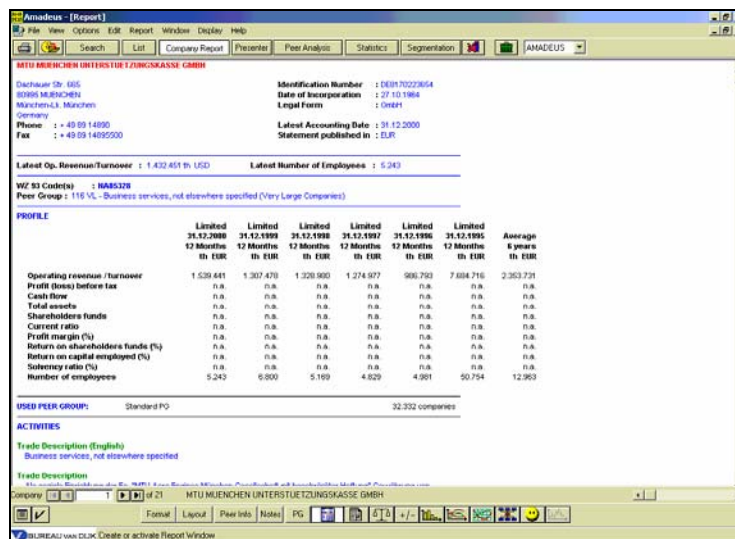 Amadeus - [Report]
File View Options Edit Report Window Display Help
Search List Company Report Presenter Peer Analysis Statistics Segmentation AMADEUS
MTU MUENCHEN UNTERSTUETZUNGSKASSE GMBH
Dachauer Str. 665 Identification Number : DE8170223654
80995 MUENCHEN Date of Incorporation : 27.10.1984
München-Lk. München Legal Form : GmbH
Germany
Phone : + 49 89 14890 Latest Accounting Date : 31.12.2000
Fax : + 49 89 14895500 Statement published in : EUR
Latest Op. Revenue/Turnover : 1.432.451 th USD Latest Number of Employees : 5.243
WZ 93 Code(s) : NA85328
Peer Group : 116 VL - Business services, not elsewhere specified (Very Large Companies)
PROFILE
Limited Limited Limited Limited Limited Limited
31.12.2000 31.12.1999 31.12.1998 31.12.1997 31.12.1996 31.12.1995 Average
12 Months 12 Months 12 Months 12 Months 12 Months 12 Months 6 years
th EUR th EUR th EUR th EUR th EUR th EUR th EUR
Operating revenue /turnover 1.539.441 1.307.478 1.328.980 1.274.977 986.793 7.684.716 2.353.731
Profit (loss) before tax n.a. n.a. n.a. n.a. n.a. n.a. n.a.
Cash flow n.a. n.a. n.a. n.a. n.a. n.a. n.a.
Total assets n.a. n.a. n.a. n.a. n.a. n.a. n.a.
Shareholders funds n.a. n.a. n.a. n.a. n.a. n.a. n.a.
Current ratio n.a. n.a. n.a. n.a. n.a. n.a. n.a.
Profit margin (%) n.a. n.a. n.a. n.a. n.a. n.a. n.a.
Return on shareholders funds (%) n.a. n.a. n.a. n.a. n.a. n.a. n.a.
Return on capital employed (%) n.a. n.a. n.a. n.a. n.a. n.a. n.a.
Solvency ratio (%) n.a. n.a. n.a. n.a. n.a. n.a. n.a.
Number of employees 5.243 6.800 5.169 4.829 4.981 50.754 12.963
USED PEER GROUP: Standard PG 32.332 companies
ACTIVITIES
Trade Description (English)
Business services, not elsewhere specified
Trade Description
Company 1 of 21 MTU MUENCHEN UNTERSTUETZUNGSKASSE GMBH
Format Layout Peer Info Notes PG +/-
BUREAU VAN DIJK Create or activate Report Window